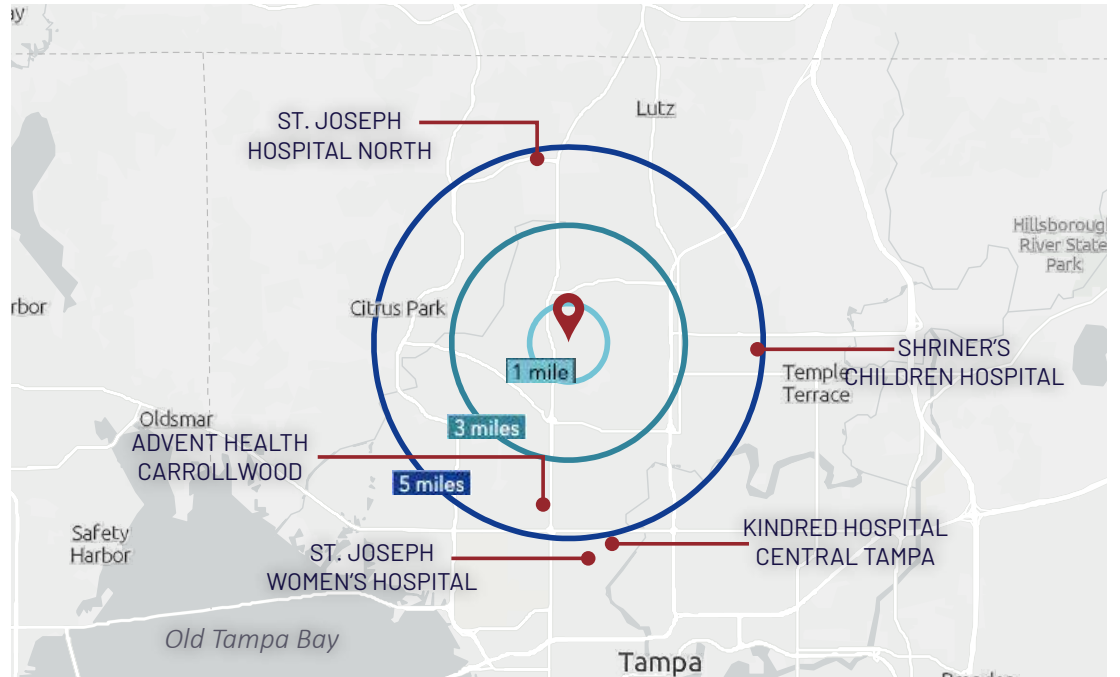 ay
Lutz
ST. JOSEPH
HOSPITAL NORTH
Hillsboroug
River State
Park
rbor
Citrus Park
1 mile
SHRINER'S
CHILDREN HOSPITAL
Temple
Terrace
Oldsmar
3 miles
ADVENT HEALTH
CARROLLWOOD
5 miles
Safety
Harbor
KINDRED HOSPITAL
CENTRAL TAMPA
ST. JOSEPH
WOMEN'S HOSPITAL
Old Tampa Bay
Tampa